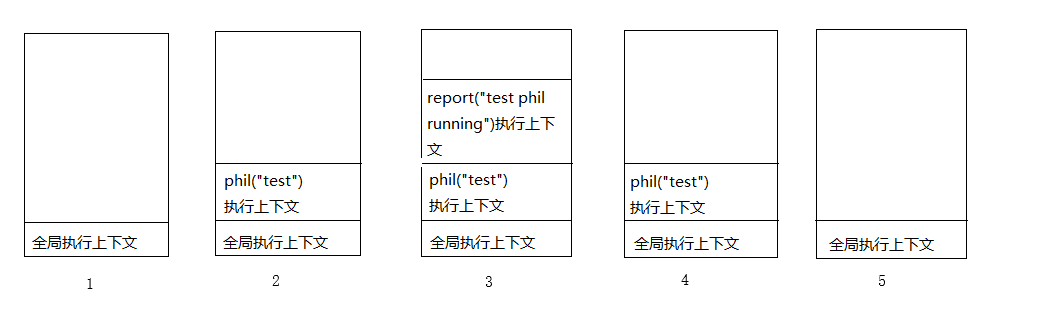 全局执行上下文
1
phil("test")
执行上下文
全局执行上下文
2
report("test phil
running")执行上下
文
phil("test")
执行上下文
全局执行上下文
3
phil("test")
执行上下文
全局执行上下文
4
全局执行上下文
5